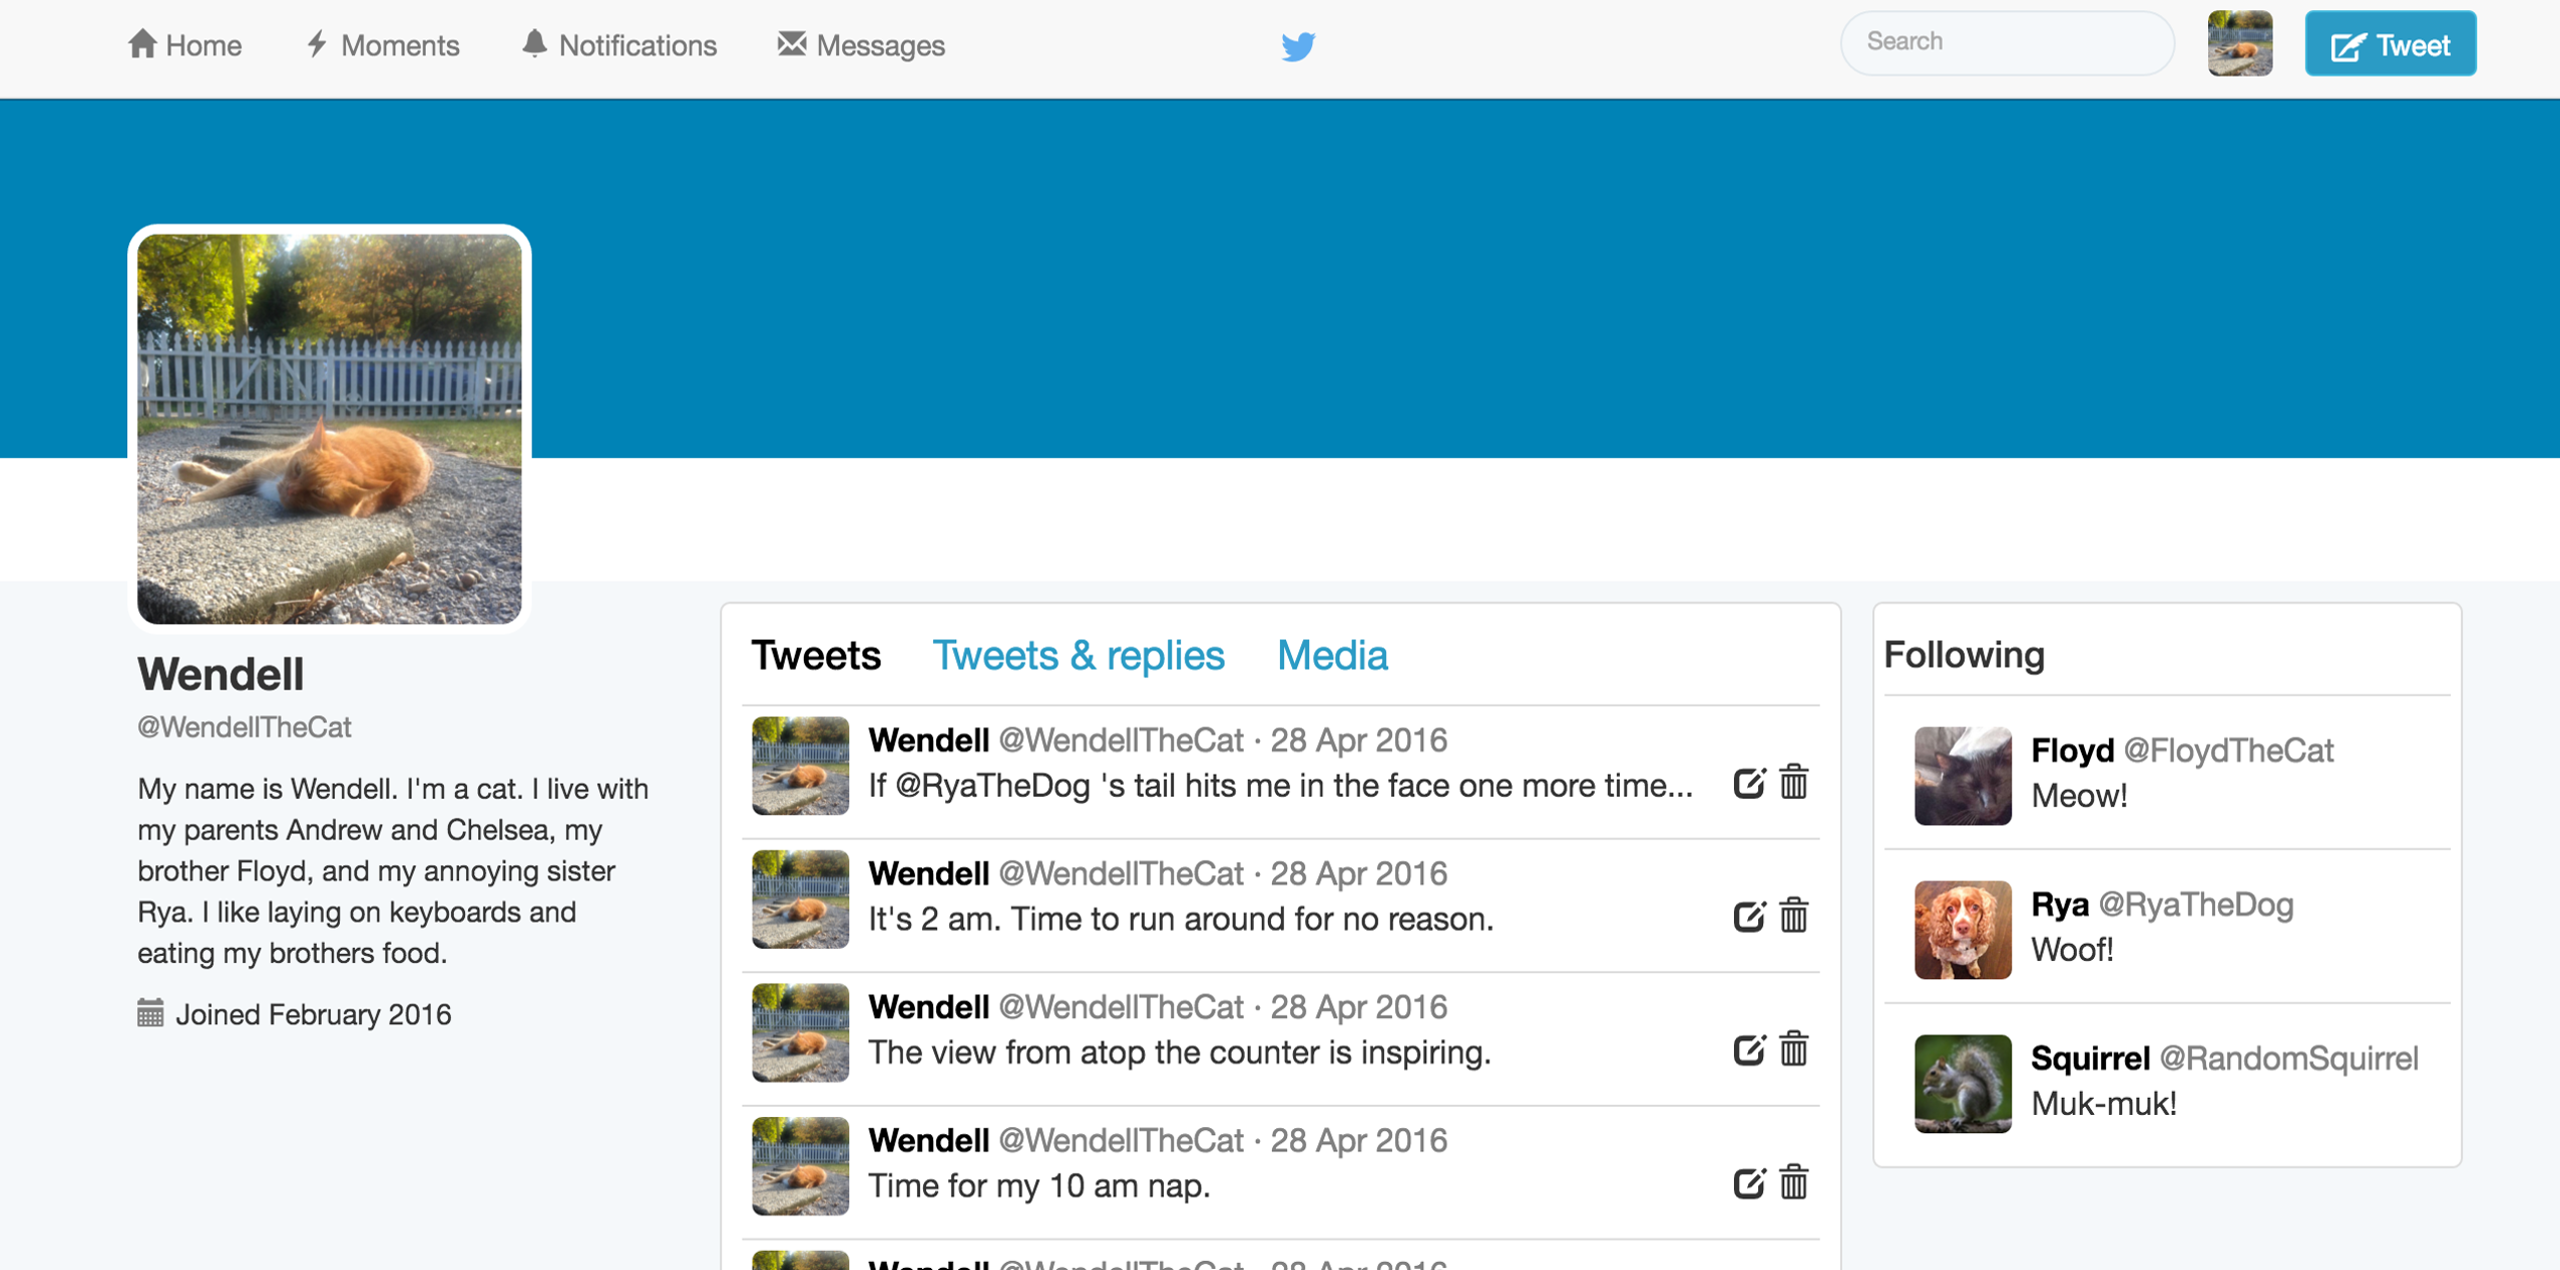 Home Moments Notifications Messages Search Tweet
Wendell
@WendellTheCat
My name is Wendell. I'm a cat. I live with
my parents Andrew and Chelsea, my
brother Floyd, and my annoying sister
Rya. I like laying on keyboards and
eating my brothers food.
Joined February 2016
Tweets Tweets & replies Media
Wendell @WendellTheCat · 28 Apr 2016
If @RyaTheDog 's tail hits me in the face one more time...
Wendell @WendellTheCat · 28 Apr 2016
It's 2 am. Time to run around for no reason.
Wendell @WendellTheCat · 28 Apr 2016
The view from atop the counter is inspiring.
Wendell @WendellTheCat · 28 Apr 2016
Time for my 10 am nap.
Wendell @WendellTheCat · 28 Apr 2016
Following
Floyd @FloydTheCat
Meow!
Rya @RyaTheDog
Woof!
Squirrel @RandomSquirrel
Muk-muk!